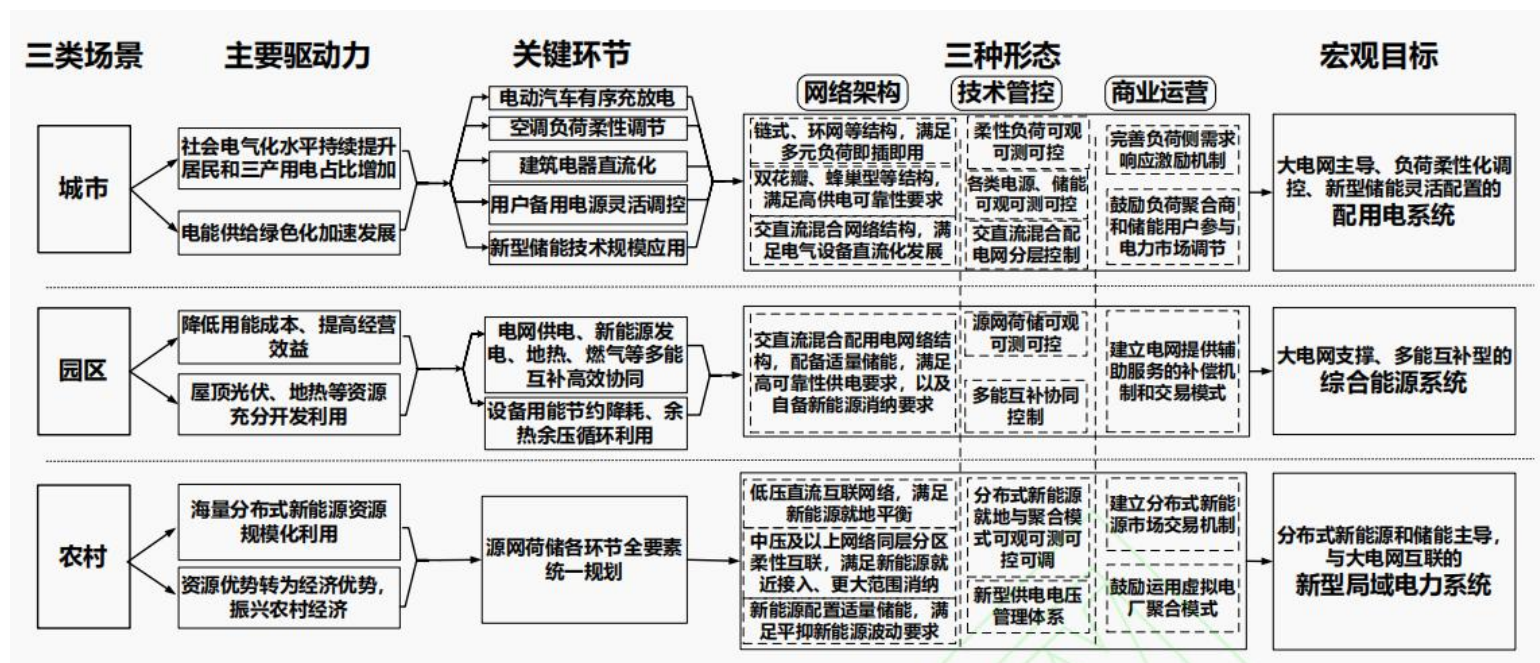 三类场景
主要驱动力
关键环节
三种形态
宏观目标
网络架构
技术管控
商业运营
城市
社会电气化水平持续提升
居民和三产用电占比增加
电能供给绿色化加速发展
电动汽车有序充放电
空调负荷柔性调节
建筑电器直流化
用户备用电源灵活调控
新型储能技术规模应用
链式、环网等结构，满足
多元负荷即插即用
双花瓣、蜂巢型等结构，
满足高供电可靠性要求
交直流混合网络结构，满
足电气设备直流化发展
柔性负荷可观
可测可控
各类电源、储能
可观可测可控
交直流混合配
电网分层控制
完善负荷侧需求
响应激励机制
鼓励负荷聚合商
和储能用户参与
电力市场调节
大电网主导、负荷柔性化调
控、新型储能灵活配置的
配用电系统
园区
降低用能成本、提高经营
效益
屋顶光伏、地热等资源
充分开发利用
电网供电、新能源发
电、地热、燃气等多能
互补高效协同
设备用能节约降耗、余
热余压循环利用
交直流混合配用电网络结
构，配备适量储能，满足
高可靠性供电要求，以及
自备新能源消纳要求
源网荷储可观
可测可控
多能互补协同
控制
建立电网提供辅
助服务的补偿机
制和交易模式
大电网支撑、多能互补型的
综合能源系统
农村
海量分布式新能源资源
规模化利用
资源优势转为经济优势，
振兴农村经济
源网荷储各环节全要素
统一规划
低压直流互联网络，满足
新能源就地平衡
中压及以上网络同层分区
柔性互联，满足新能源就
近接入、更大范围消纳
新能源配置适量储能，满
足平抑新能源波动要求
分布式新能源
就地与聚合模
式可观可测可
控可调
新型供电电压
管理体系
建立分布式新能
源市场交易机制
鼓励运用虚拟电
厂聚合模式
分布式新能源和储能主导，
与大电网互联的
新型局域电力系统